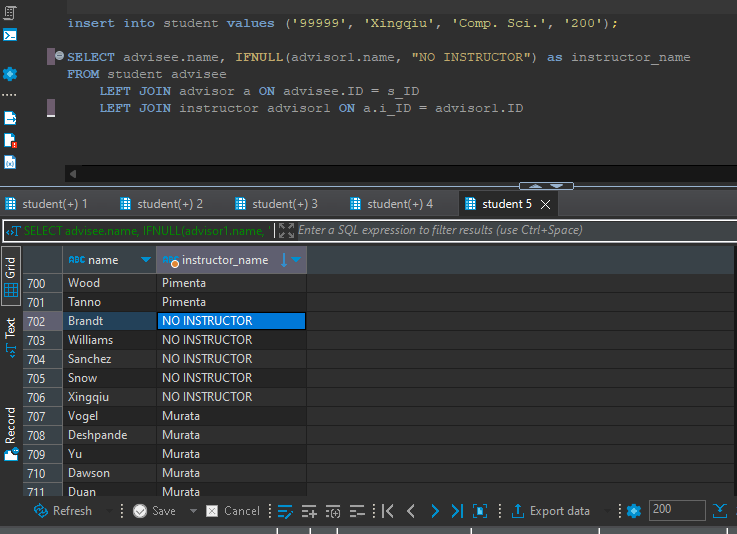 insert into student values ('99999', 'Xingqiu', 'Comp. Sci.', '200');
SELECT advisee.name, IFNULL(advisor1.name, "NO INSTRUCTOR") as instructor_name
FROM student advisee
LEFT JOIN advisor a ON advisee.ID = s_ID
LEFT JOIN instructor advisor1 ON a.i_ID = advisor1.ID
student(+) 1 student(+) 2 student(+) 3 student(+) 4 student 5
SELECT advisee.name, IFNULL(advisor1.name, " Enter a SQL expression to filter results (use Ctrl+Space)
Grid
Text
Record
ABC name ABC instructor_name
700 Wood Pimenta
701 Tanno Pimenta
702 Brandt NO INSTRUCTOR
703 Williams NO INSTRUCTOR
704 Sanchez NO INSTRUCTOR
705 Snow NO INSTRUCTOR
706 Xingqiu NO INSTRUCTOR
707 Vogel Murata
708 Deshpande Murata
709 Yu Murata
710 Dawson Murata
711 Duan Murata
Refresh Save Cancel Export data 200